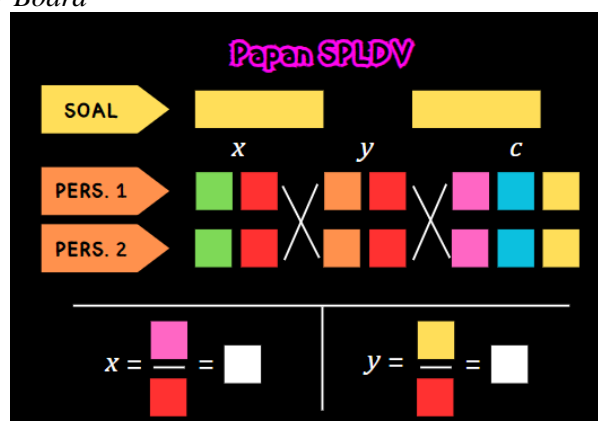 Board
Papan SPLDV
SOAL
x y c
PERS. 1
PERS. 2
x = =
y = =